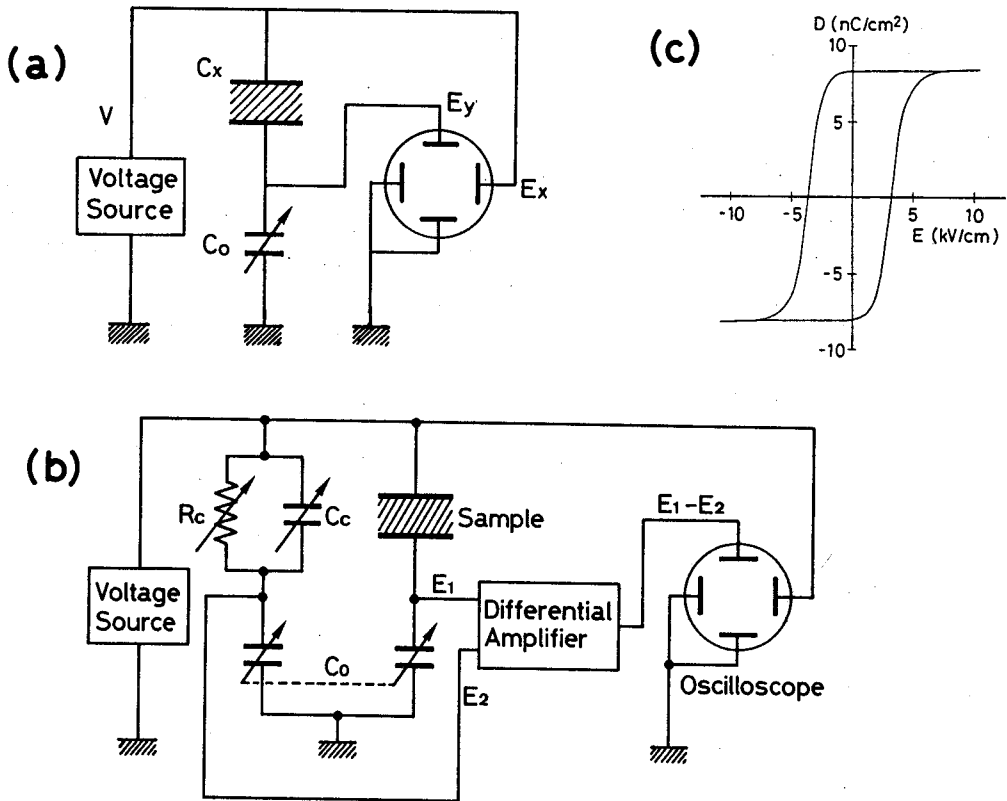 (a)
Cx
V
Voltage
Source
Co
Ey
Ex
(c)
D (nC/cm²)
10
5
-10
-5
5
10
E (kV/cm)
-5
-10
(b)
Rc
Cc
Sample
E1-E2
Voltage
Source
E1
Differential
Amplifier
Co
E2
Oscilloscope